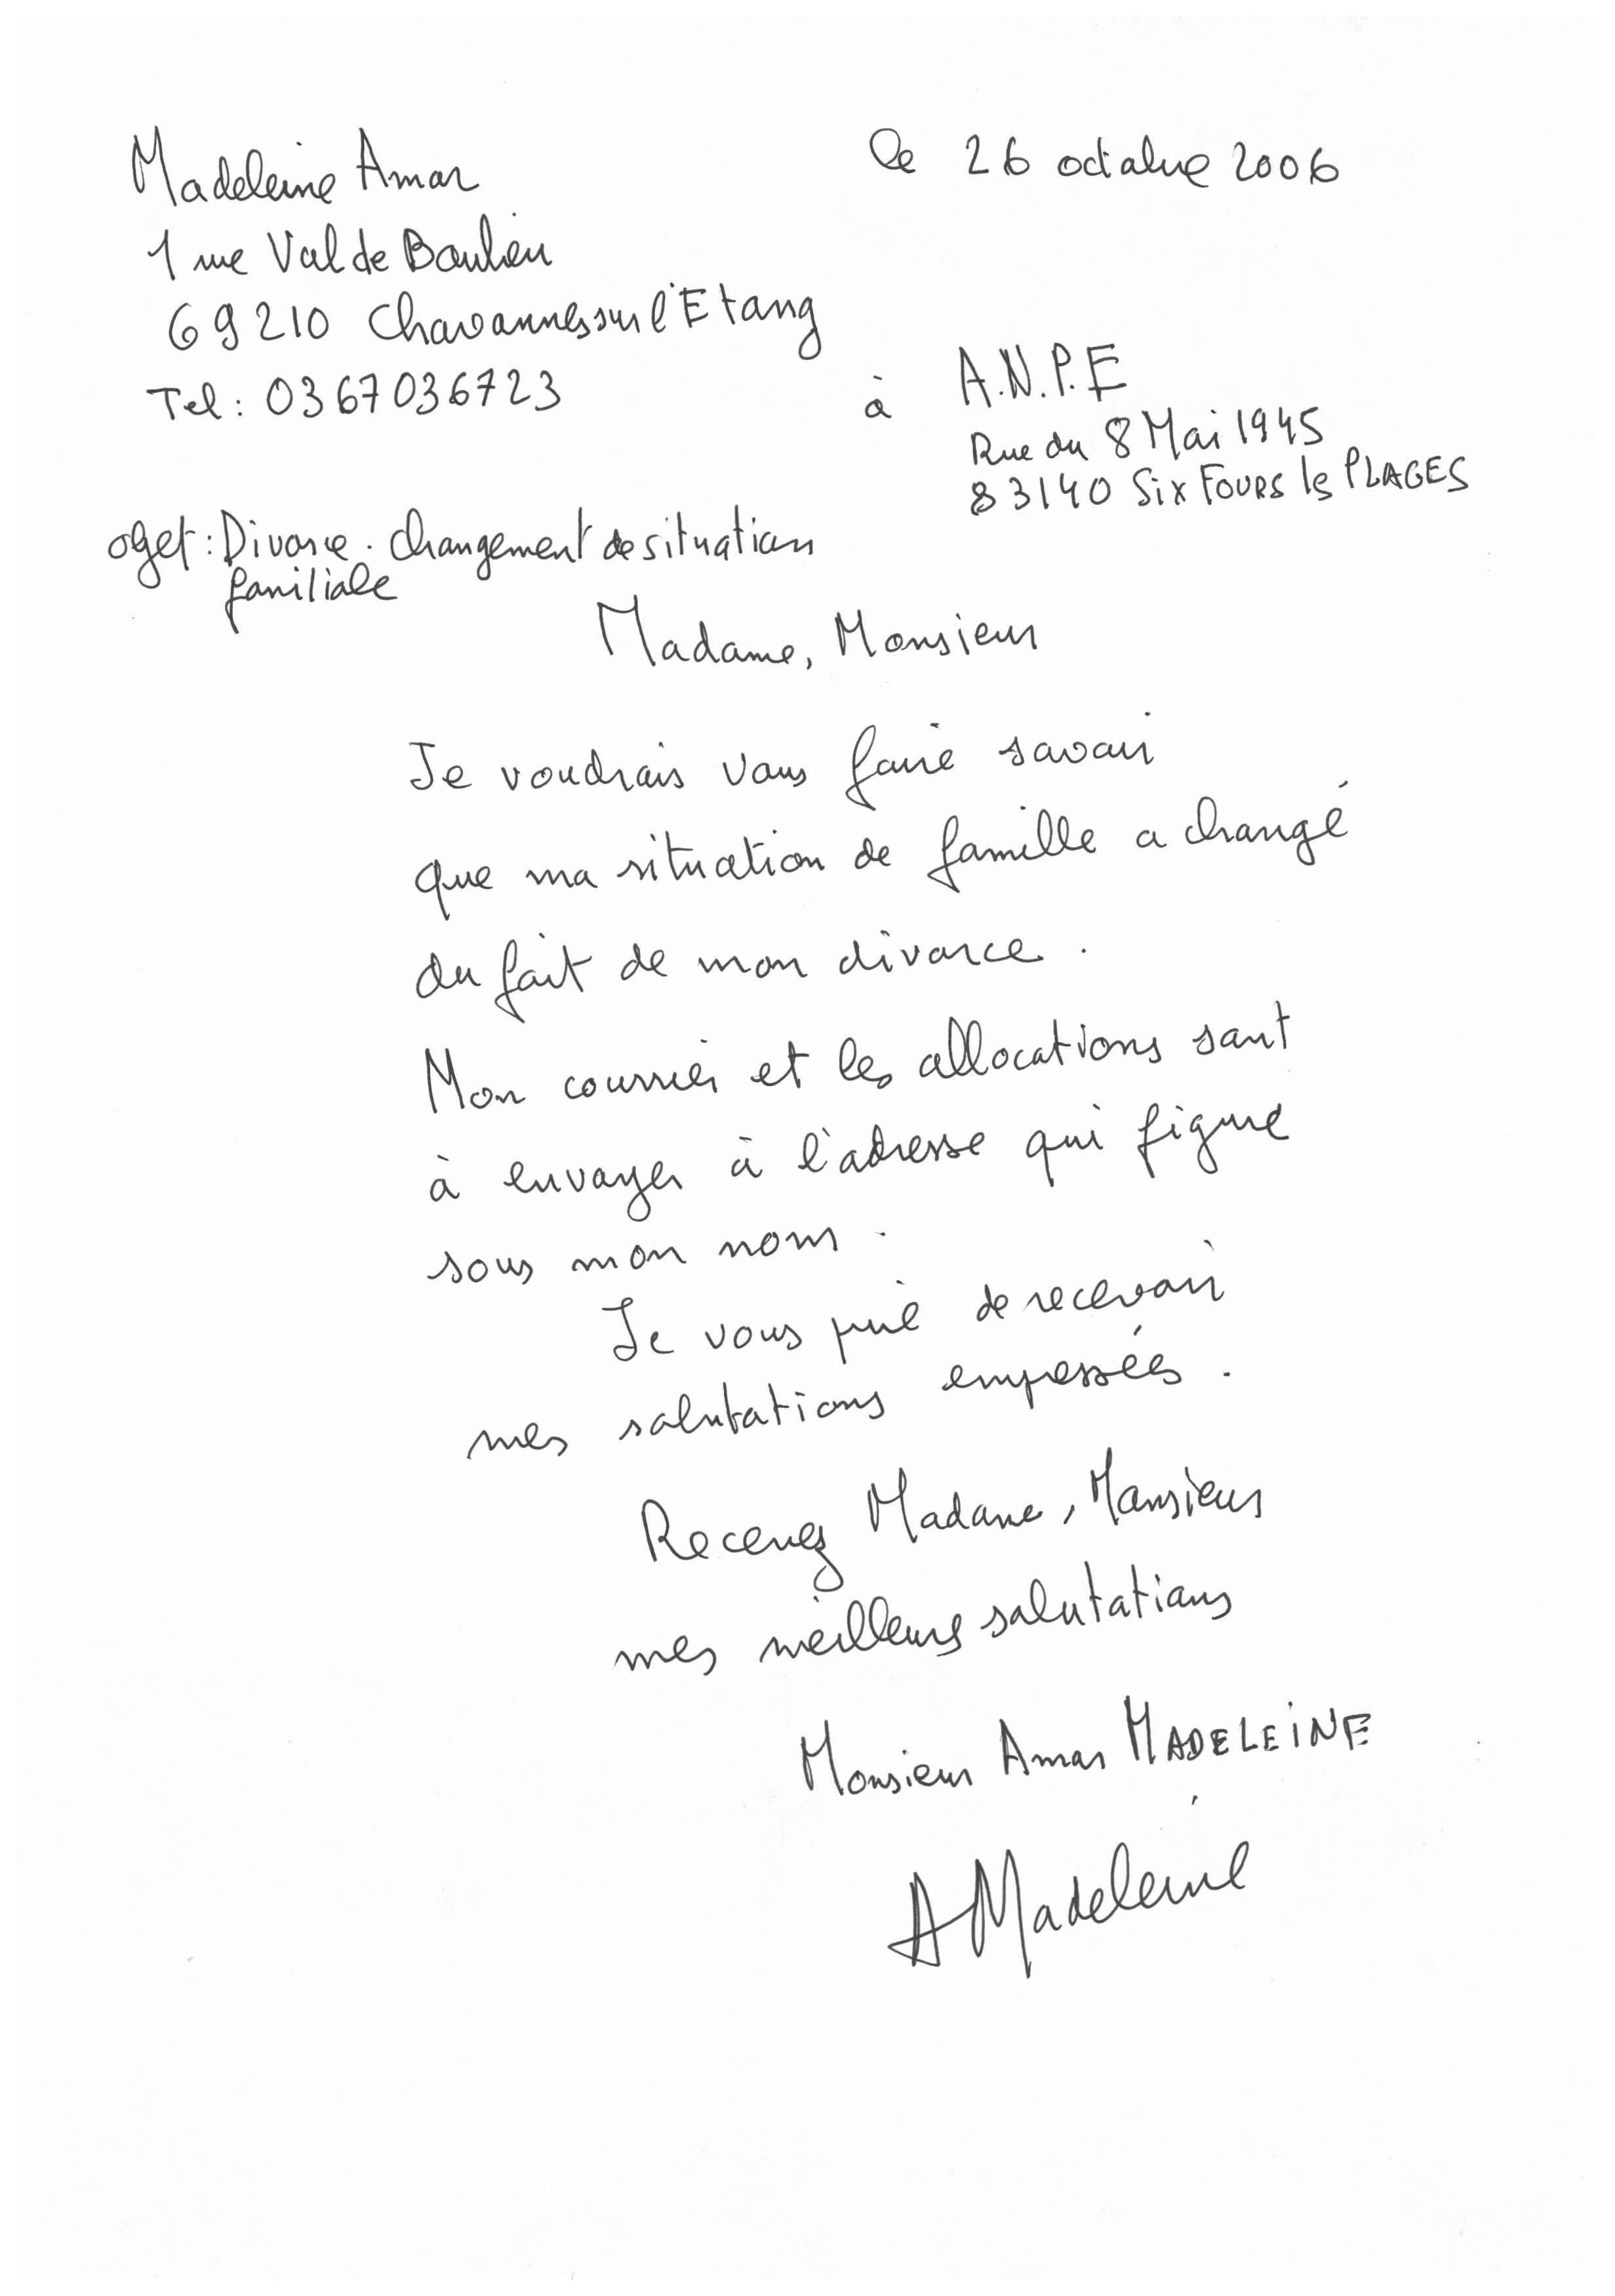 Madeleine Amar
1 rue Val de Baulieu
69210 Chavannes sur l'Etang
Tel : 0367036723
Le 26 octobre 2006
à A.N.P.E
Rue du 8 Mai 1945
83140 Six FOURS les PLAGES
oget : Divorce . changement de situation
familiale
Madame, Monsieur
Je voudrais vous faire savoir
que ma situation de famille a changé
du fait de mon divorce .
Mon courrier et les allocations sont
à envoyer à l'adresse qui figure
sous mon nom .
Je vous prie de recevoir
mes salutations empessées .
Recevez Madame, Monsieur
mes meilleurs salutations
Monsieur Amar MADELEINE
AMadeleine